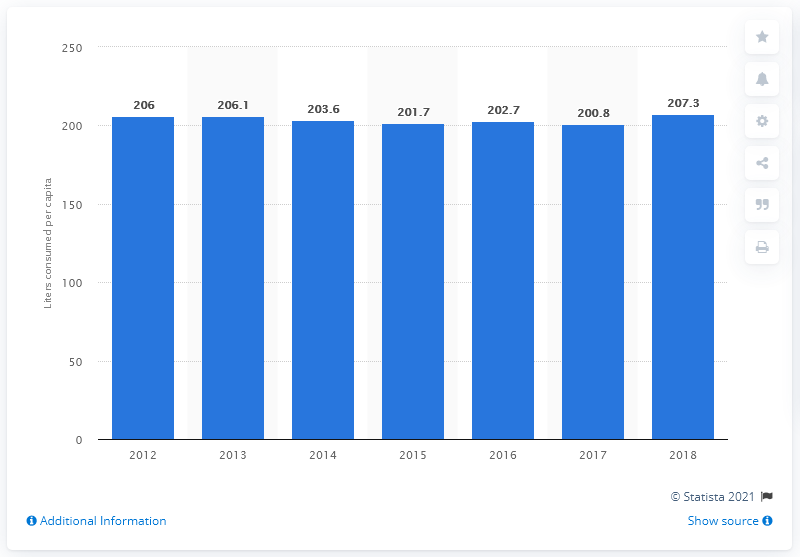 250
200
150
100
50
0
Liters consumed per capita
206
206.1
203.6
201.7
202.7
200.8
207.3
2012 2013 2014 2015 2016 2017 2018
© Statista 2021
Additional Information
Show source